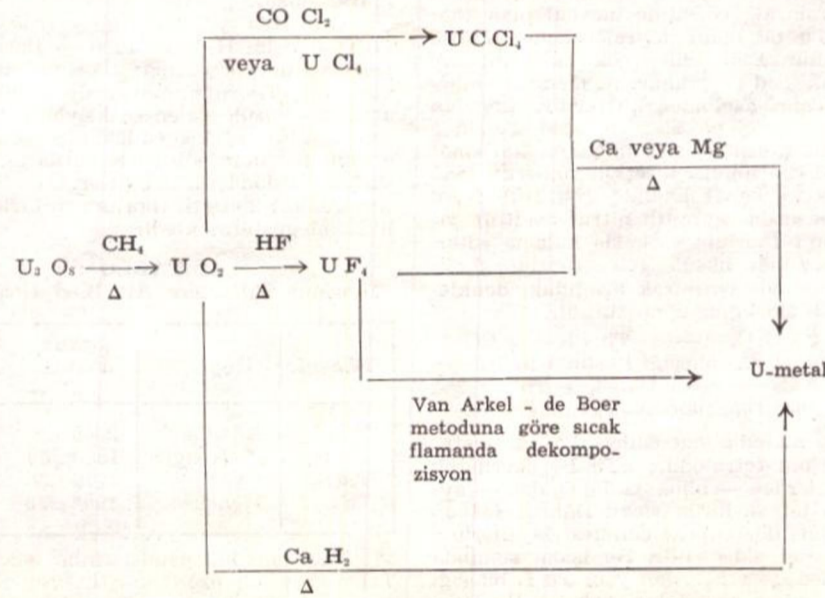 CO Cl₂
veya U Cl₄
U C Cl₄
Ca veya Mg
Δ
U₃ O₈
CH₄
Δ
U O₂
HF
Δ
U F₄
U-metal
Van Arkel - de Boer
metoduna göre sıcak
flamanda dekompo-
zisyon
Ca H₂
Δ